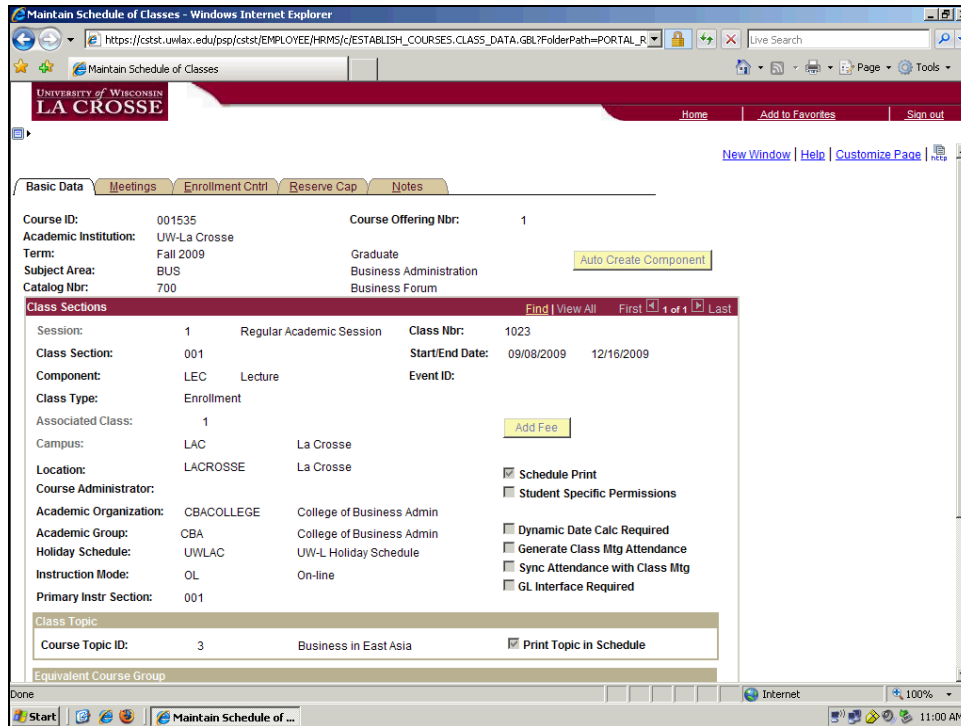 Maintain Schedule of Classes - Windows Internet Explorer
https://cstst.uwlax.edu/psp/cstst/EMPLOYEE/HRMS/c/ESTABLISH_COURSES.CLASS_DATA.GBL?FolderPath=PORTAL_R Live Search
Maintain Schedule of Classes Page Tools
UNIVERSITY of WISCONSIN
LA CROSSE
Home Add to Favorites Sign out
New Window | Help | Customize Page | http
Basic Data Meetings Enrollment Cntrl Reserve Cap Notes
Course ID: 001535 Course Offering Nbr: 1
Academic Institution: UW-La Crosse
Term: Fall 2009 Graduate Auto Create Component
Subject Area: BUS Business Administration
Catalog Nbr: 700 Business Forum
Class Sections Find | View All First 1 of 1 Last
Session: 1 Regular Academic Session Class Nbr: 1023
Class Section: 001 Start/End Date: 09/08/2009 12/16/2009
Component: LEC Lecture Event ID:
Class Type: Enrollment
Associated Class: 1 Add Fee
Campus: LAC La Crosse
Location: LACROSSE La Crosse Schedule Print
Course Administrator: Student Specific Permissions
Academic Organization: CBACOLLEGE College of Business Admin
Academic Group: CBA College of Business Admin Dynamic Date Calc Required
Holiday Schedule: UWLAC UW-L Holiday Schedule Generate Class Mtg Attendance
Sync Attendance with Class Mtg
Instruction Mode: OL On-line GL Interface Required
Primary Instr Section: 001
Class Topic
Course Topic ID: 3 Business in East Asia Print Topic in Schedule
Equivalent Course Group
Done Internet 100%
Start Maintain Schedule of ... 11:00 AM